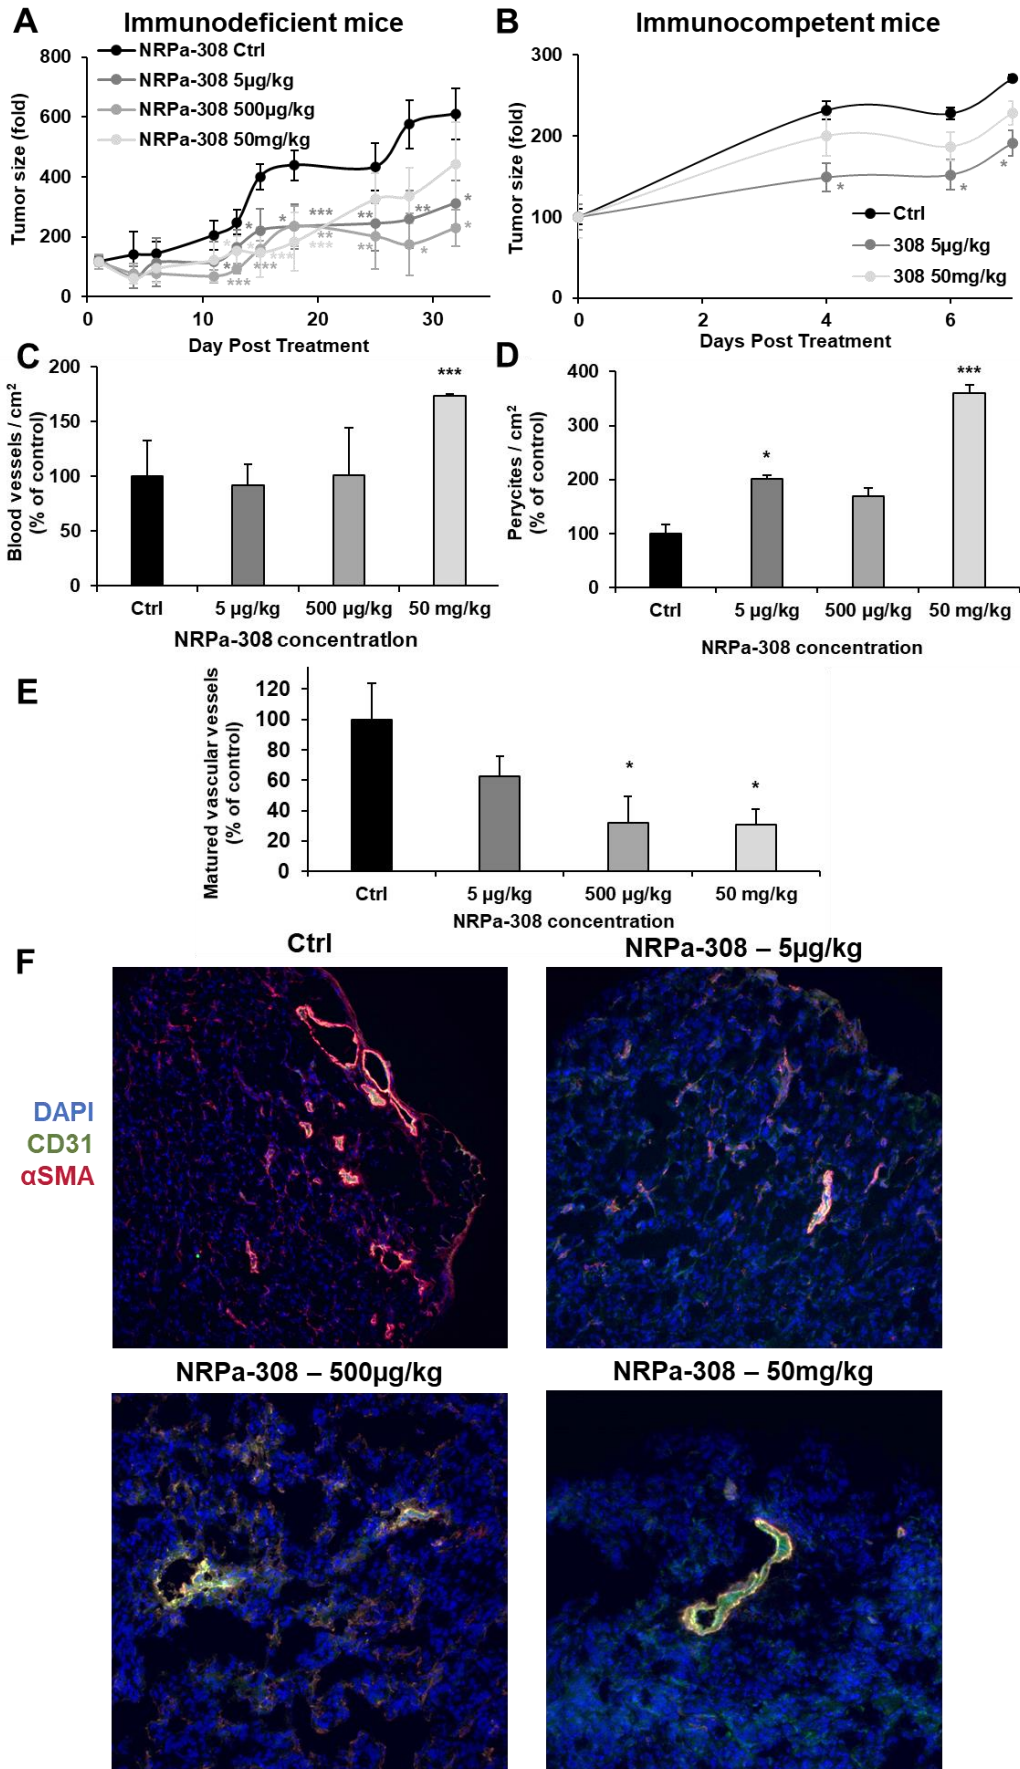 A
Immunodeficient mice
NRPa-308 Ctrl
NRPa-308 5µg/kg
NRPa-308 500µg/kg
NRPa-308 50mg/kg
Tumor size (fold)
800
600
400
200
0
* * *** ** ** *
* *** * *** *** ** *** ** * *
0 10 20 30
Day Post Treatment
B
Immunocompetent mice
Tumor size (fold)
300
200
100
0
* * *
Ctrl
308 5µg/kg
308 50mg/kg
0 2 4 6
Days Post Treatment
C
Blood vessels / cm²
(% of control)
200
150
100
50
0
***
Ctrl 5 µg/kg 500 µg/kg 50 mg/kg
NRPa-308 concentration
D
Perycites / cm²
(% of control)
400
300
200
100
0
* ***
Ctrl 5 µg/kg 500 µg/kg 50 mg/kg
NRPa-308 concentration
E
Matured vascular vessels
(% of control)
120
100
80
60
40
20
0
* *
Ctrl 5 µg/kg 500 µg/kg 50 mg/kg
NRPa-308 concentration
F
Ctrl
NRPa-308 – 5µg/kg
DAPI
CD31
αSMA
NRPa-308 – 500µg/kg
NRPa-308 – 50mg/kg